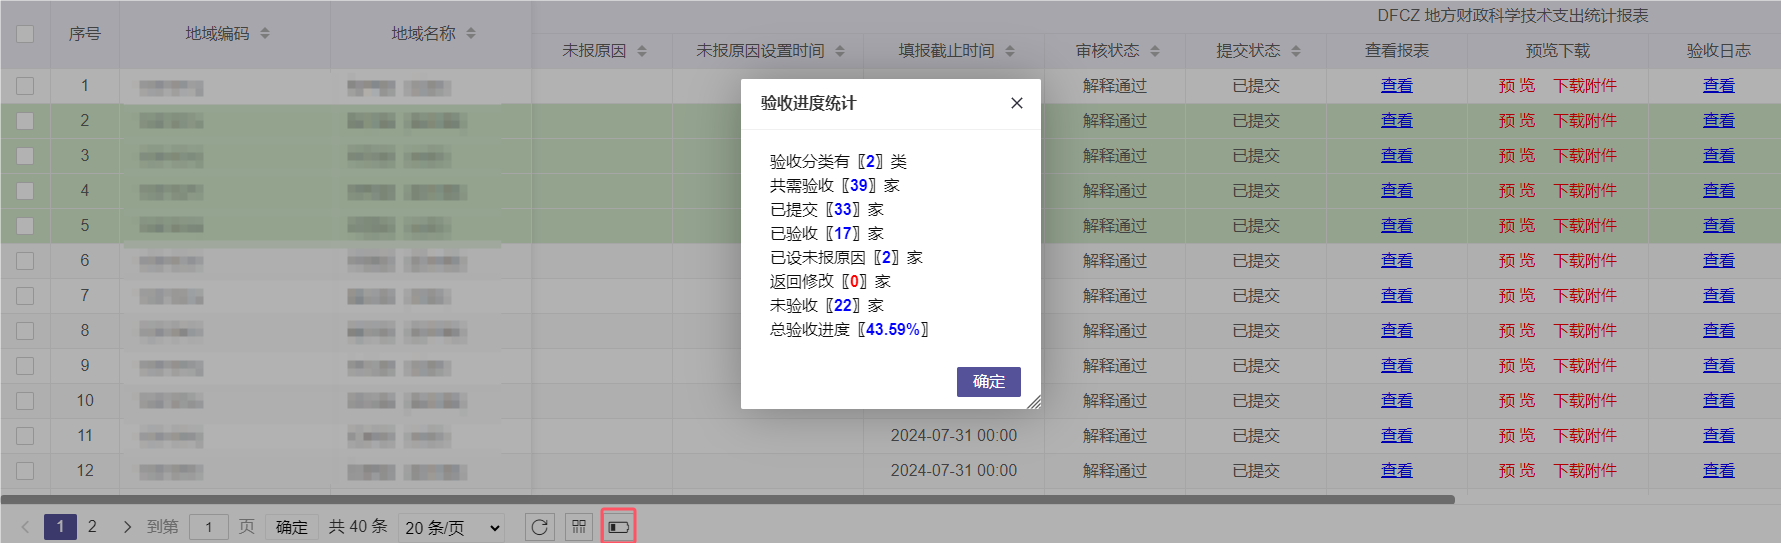 DFCZ 地方财政科学技术支出统计报表
序号 地域编码 地域名称
未报原因 未报原因设置时间 填报截止时间 审核状态 提交状态 查看报表 预览下载 验收日志
1 解释通过 已提交 查看 预 览 下载附件 查看
2 解释通过 已提交 查看 预 览 下载附件 查看
3 解释通过 已提交 查看 预 览 下载附件 查看
4 解释通过 已提交 查看 预 览 下载附件 查看
5 解释通过 已提交 查看 预 览 下载附件 查看
6 解释通过 已提交 查看 预 览 下载附件 查看
7 解释通过 已提交 查看 预 览 下载附件 查看
8 解释通过 已提交 查看 预 览 下载附件 查看
9 解释通过 已提交 查看 预 览 下载附件 查看
10 解释通过 已提交 查看 预 览 下载附件 查看
11 2024-07-31 00:00 解释通过 已提交 查看 预 览 下载附件 查看
12 2024-07-31 00:00 解释通过 已提交 查看 预 览 下载附件 查看
验收进度统计
验收分类有〖2〗类
共需验收〖39〗家
已提交〖33〗家
已验收〖17〗家
已设未报原因〖2〗家
返回修改〖0〗家
未验收〖22〗家
总验收进度〖43.59%〗
确定
1 2 到第 1 页 确定 共 40 条 20 条/页